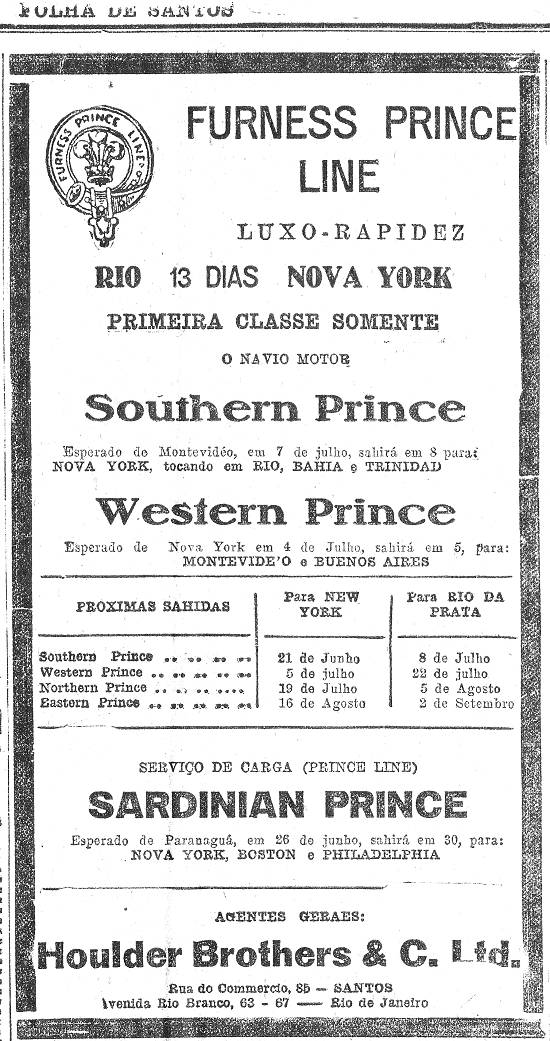 FOLHA DE SANTOS
FURNESS PRINCE LINE
FURNESS PRINCE
LINE
LUXO-RAPIDEZ
RIO 13 DIAS NOVA YORK
PRIMEIRA CLASSE SOMENTE
O NAVIO MOTOR
Southern Prince
Esperado de Montevidéo, em 7 de julho, sahirá em 8 para:
NOVA YORK, tocando em RIO, BAHIA e TRINIDAD
Western Prince
Esperado de Nova York em 4 de Julho, sahirá em 5, para:
MONTEVIDE'O e BUENOS AIRES
PROXIMAS SAHIDAS
Para NEW
YORK
Para RIO DA
PRATA
Southern Prince .. .. .. .. .. 21 de Junho 8 de Julho
Western Prince .. .. .. .. .. 5 de julho 22 de julho
Northern Prince .. .. .. .... 19 de Julho 5 de Agosto
Eastern Prince .. .. .. .. .. 16 de Agosto 2 de Setembro
SERVIÇO DE CARGA (PRINCE LINE)
SARDINIAN PRINCE
Esperado de Paranaguá, em 26 de junho, sahirá em 30, para:
NOVA YORK, BOSTON e PHILADELPHIA
AGENTES GERAES:
Houlder Brothers & C. Ltd.
Rua do Commercio, 85 — SANTOS
Avenida Rio Branco, 63 - 67 — Rio de Janeiro